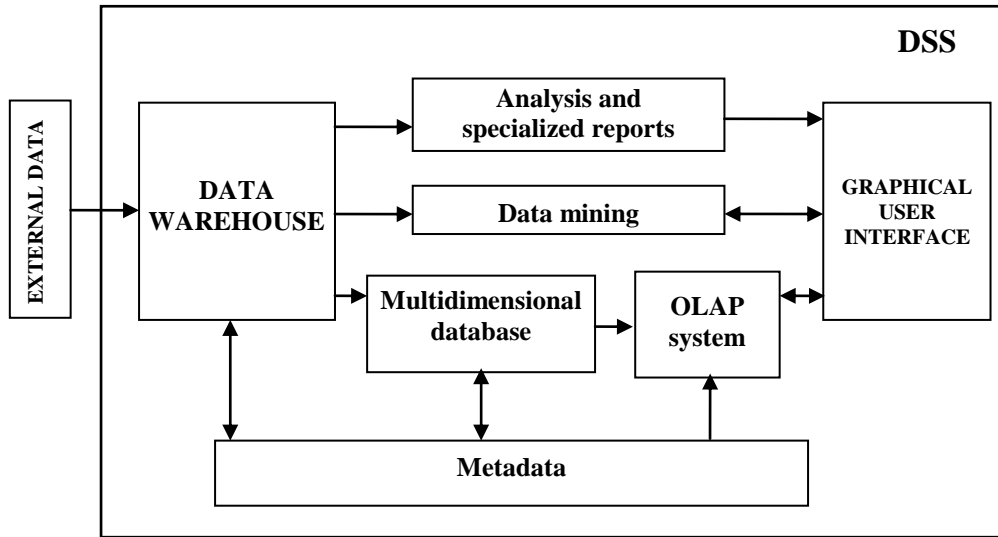 DSS
EXTERNAL DATA
DATA
WAREHOUSE
Analysis and
specialized reports
Data mining
Multidimensional
database
OLAP
system
GRAPHICAL
USER
INTERFACE
Metadata